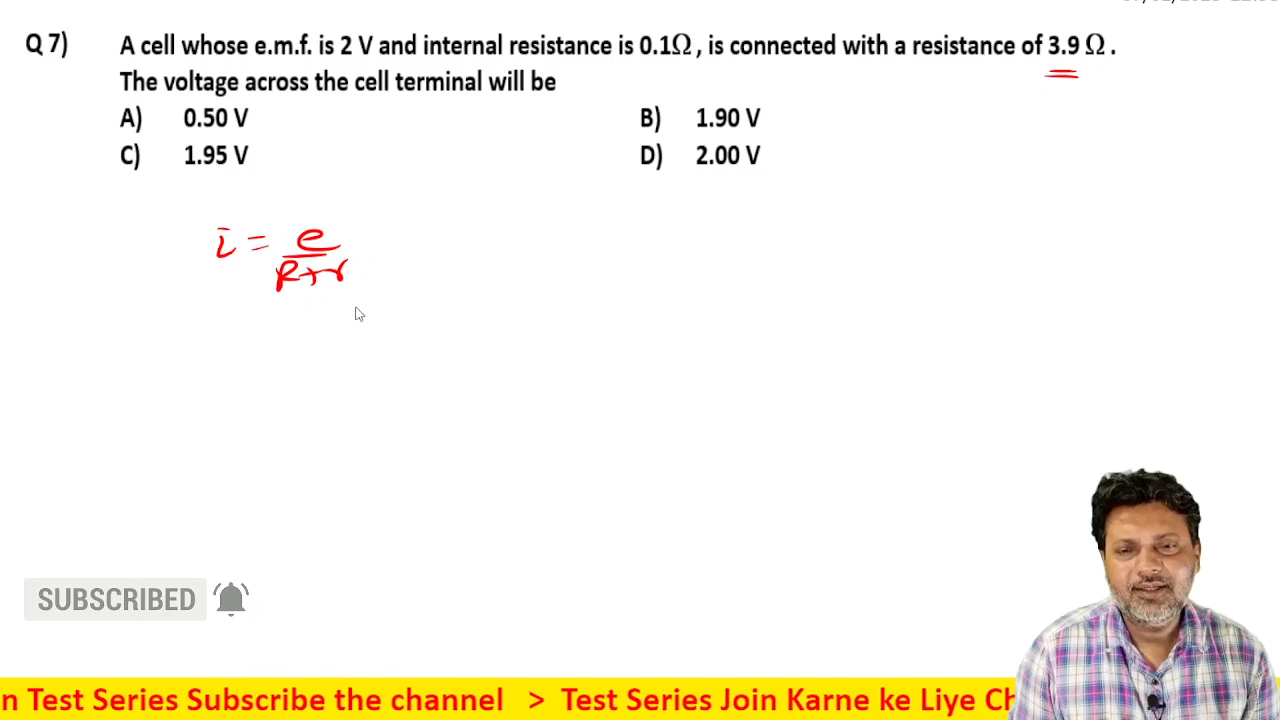 Q 7) A cell whose e.m.f. is 2 V and internal resistance is 0.1Ω , is connected with a resistance of 3.9 Ω .
The voltage across the cell terminal will be
A) 0.50 V B) 1.90 V
C) 1.95 V D) 2.00 V
i = e
R+r
SUBSCRIBED
n Test Series Subscribe the channel > Test Series Join Karne ke Liye Ch